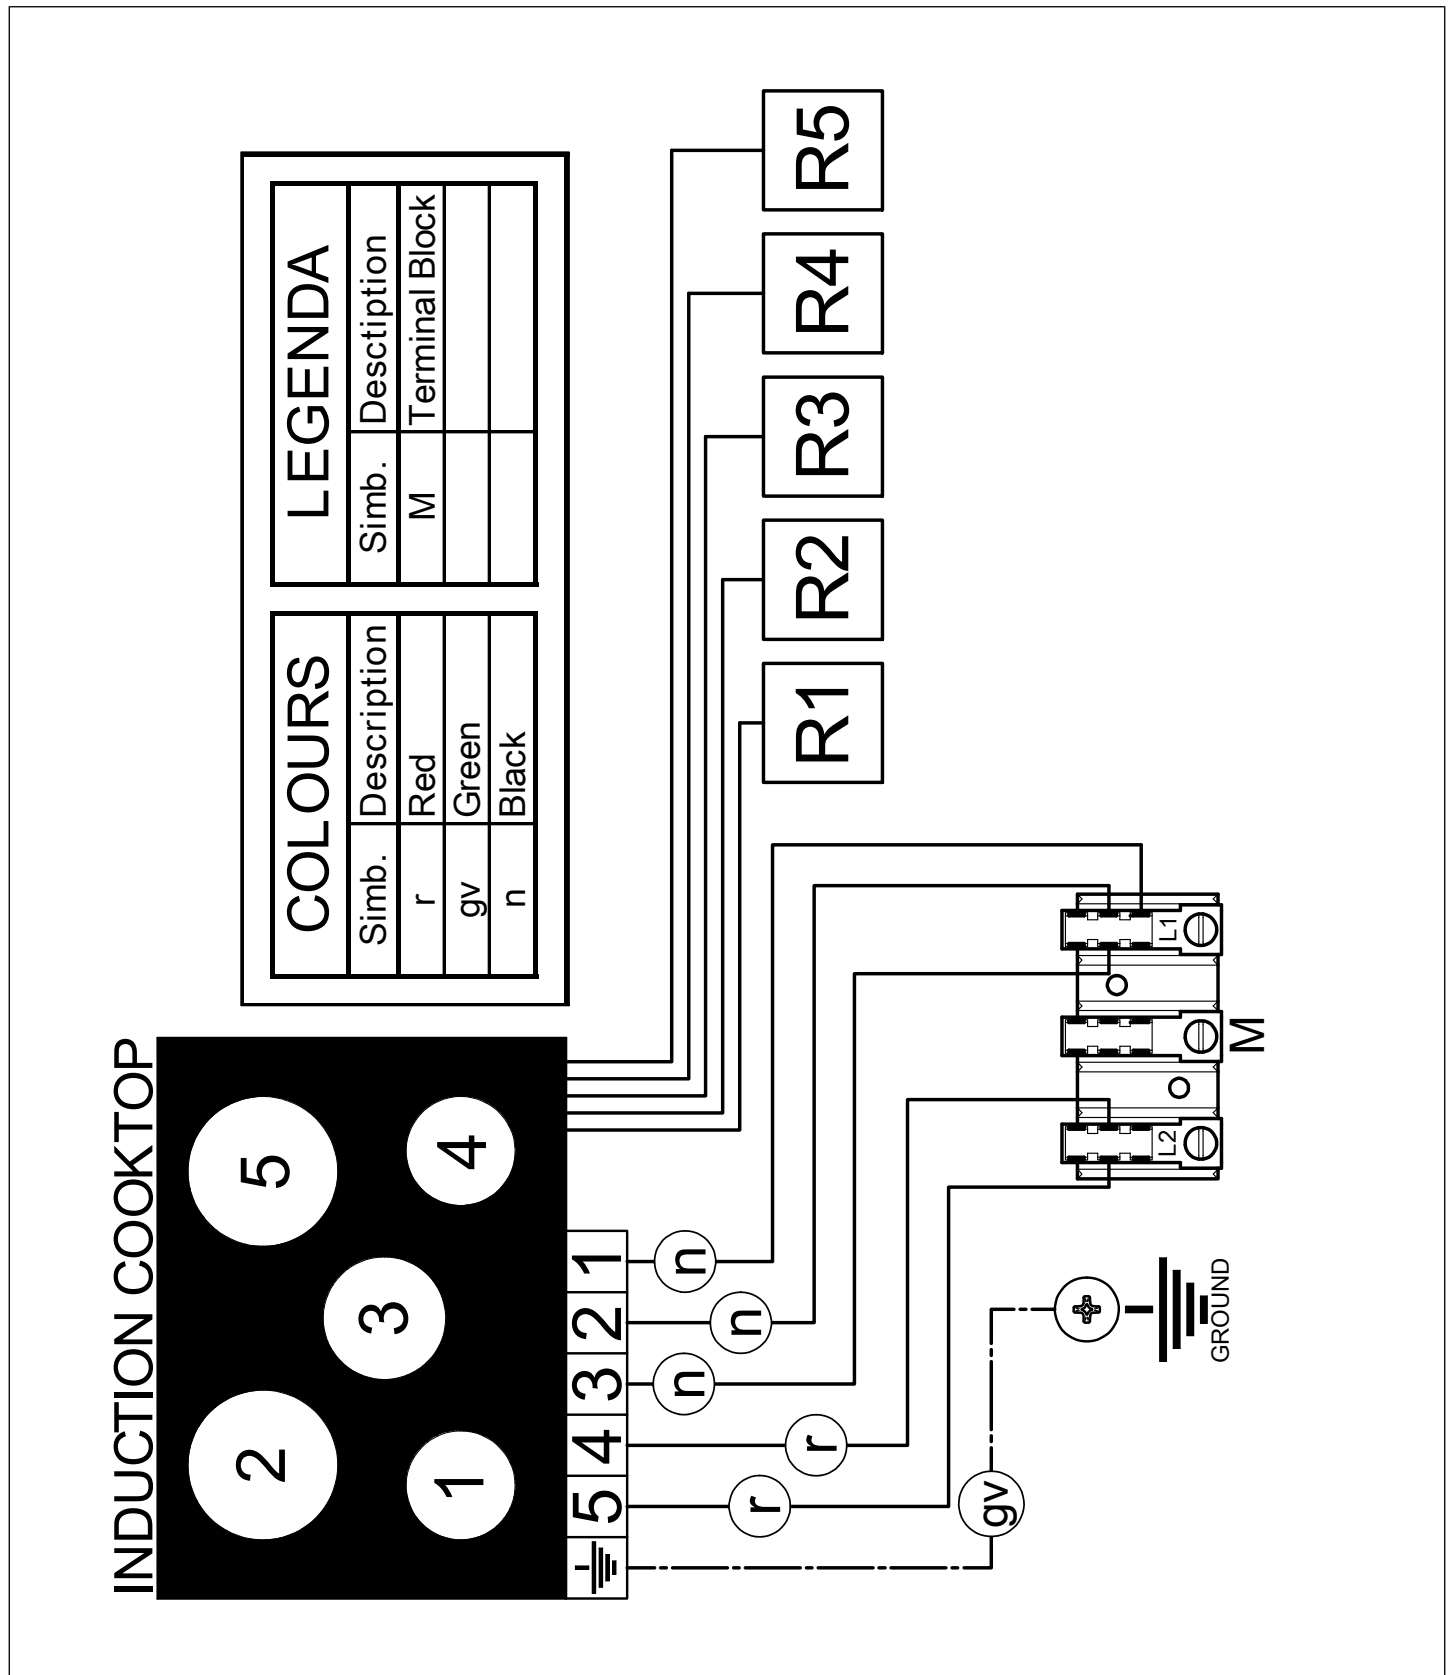 INDUCTION COOKTOP
2
5
3
1
4
5
4
3
2
1
r
r
n
n
n
gv
COLOURS
Simb. Description
r Red
gv Green
n Black
LEGENDA
Simb. Desctiption
M Terminal Block
R1
R2
R3
R4
R5
L2
L1
M
GROUND